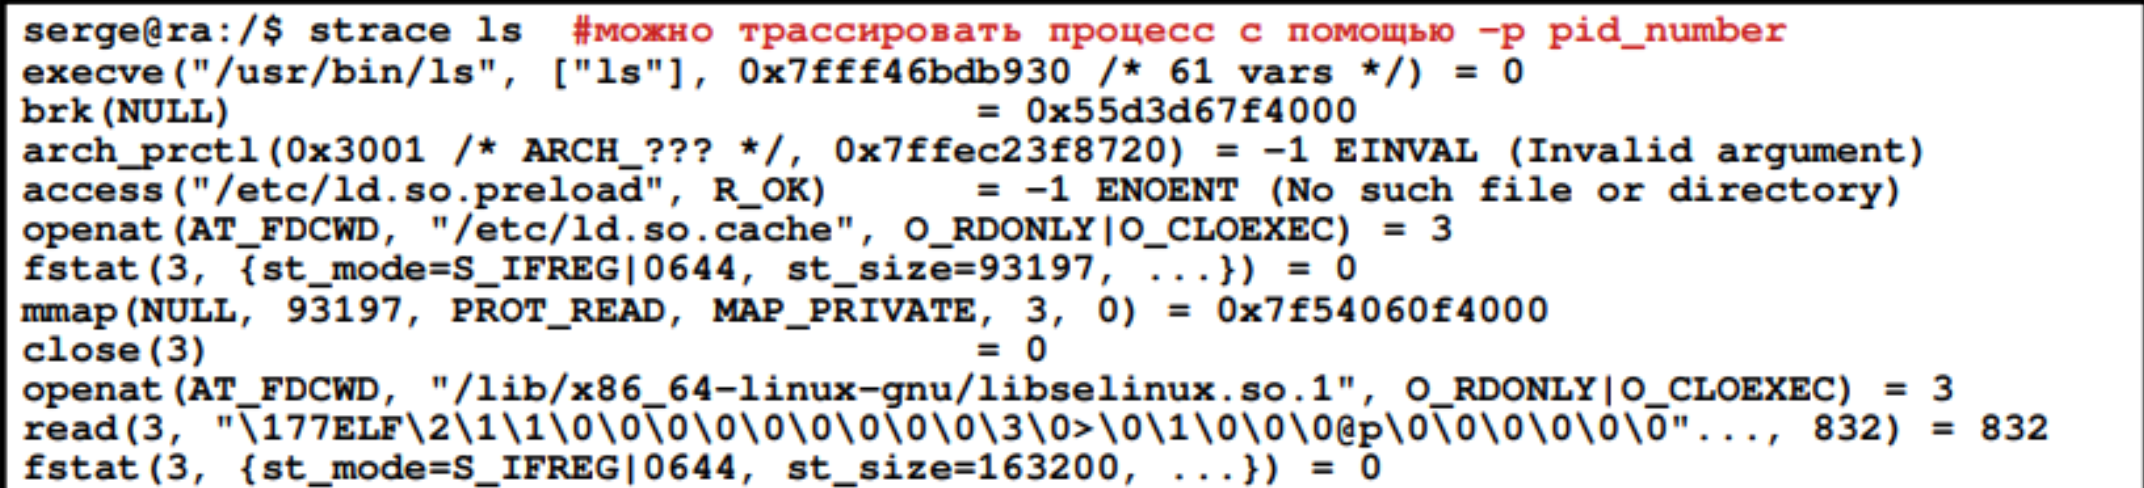 serge@ra:/$ strace ls  #можно трассировать процесс с помощью –p pid_number
execve("/usr/bin/ls", ["ls"], 0x7fff46bdb930 /* 61 vars */) = 0
brk(NULL)                               = 0x55d3d67f4000
arch_prctl(0x3001 /* ARCH_??? */, 0x7ffec23f8720) = -1 EINVAL (Invalid argument)
access("/etc/ld.so.preload", R_OK)      = -1 ENOENT (No such file or directory)
openat(AT_FDCWD, "/etc/ld.so.cache", O_RDONLY|O_CLOEXEC) = 3
fstat(3, {st_mode=S_IFREG|0644, st_size=93197, ...}) = 0
mmap(NULL, 93197, PROT_READ, MAP_PRIVATE, 3, 0) = 0x7f54060f4000
close(3)                                = 0
openat(AT_FDCWD, "/lib/x86_64-linux-gnu/libselinux.so.1", O_RDONLY|O_CLOEXEC) = 3
read(3, "\177ELF\2\1\1\0\0\0\0\0\0\0\0\0\3\0>\0\1\0\0\0@p\0\0\0\0\0\0"..., 832) = 832
fstat(3, {st_mode=S_IFREG|0644, st_size=163200, ...}) = 0